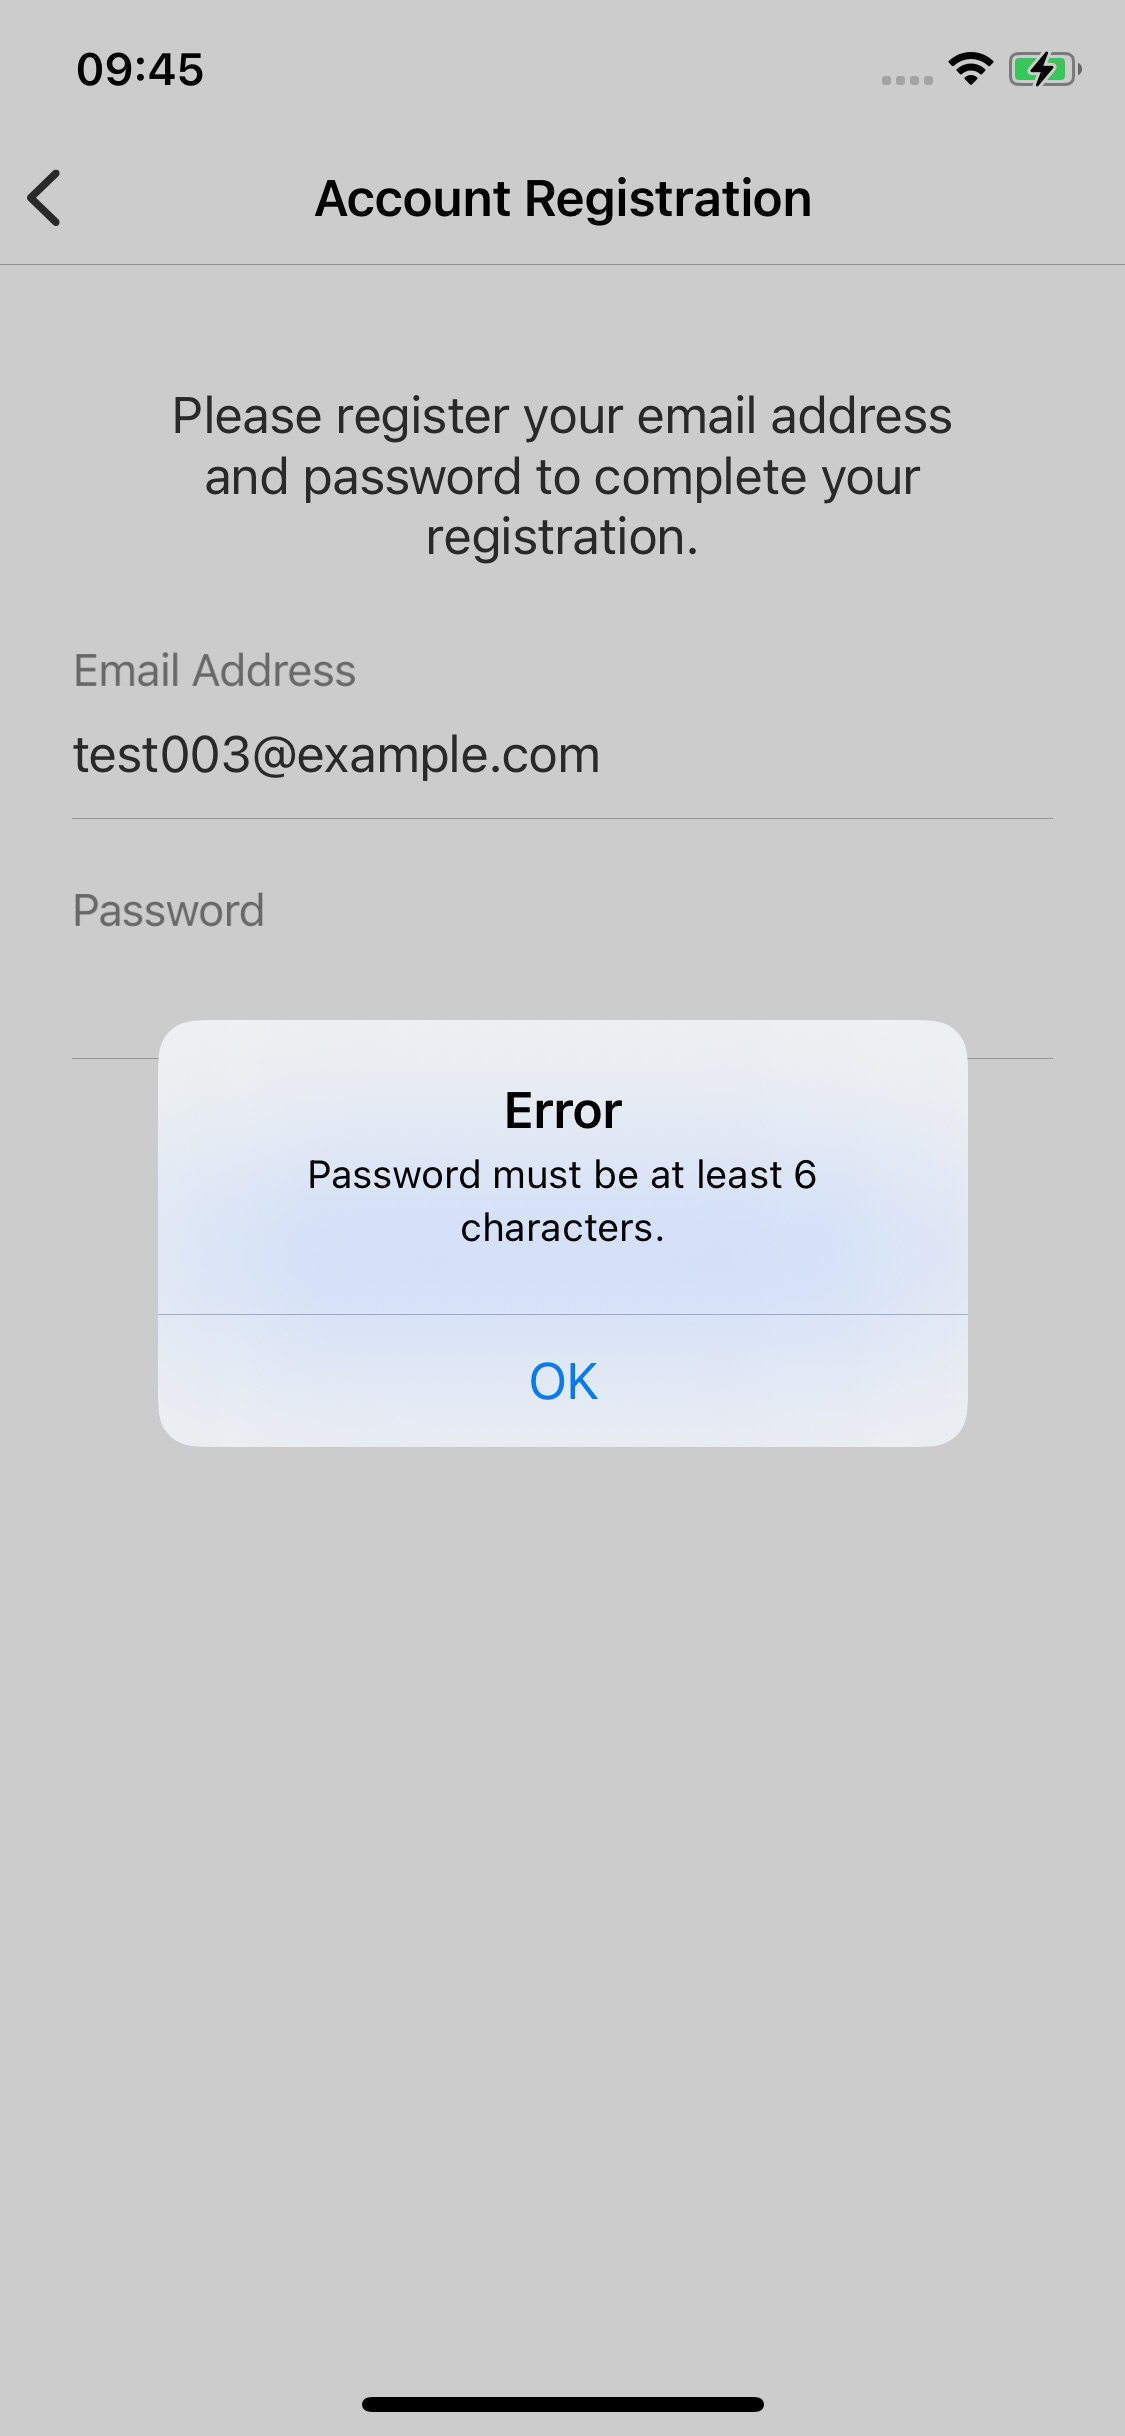 09:45
Account Registration
Please register your email address
and password to complete your
registration.
Email Address
test003@example.com
Password
Error
Password must be at least 6
characters.
OK